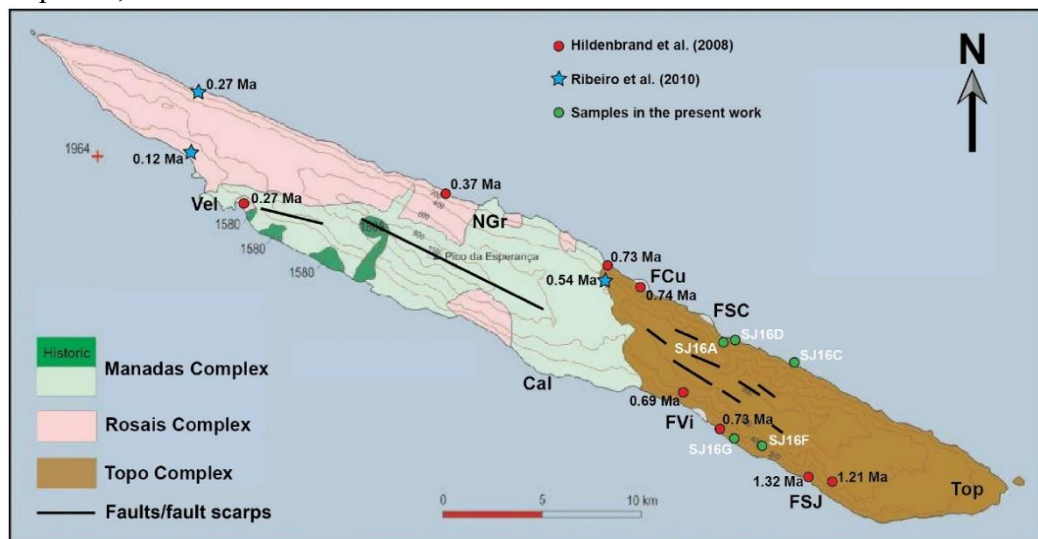 Hildenbrand et al. (2008)
Ribeiro et al. (2010)
Samples in the present work
N
0.27 Ma
1964
0.12 Ma
Vel
0.27 Ma
0.37 Ma
NGr
1580
1580
1580
Pico da Esperança
0.73 Ma
0.54 Ma
FCu
0.74 Ma
FSC
SJ16A
SJ16D
SJ16C
Cal
0.69 Ma
FVi
0.73 Ma
SJ16G
SJ16F
1.32 Ma
1.21 Ma
FSJ
Top
Historic
Manadas Complex
Rosais Complex
Topo Complex
Faults/fault scarps
0 5 10 km